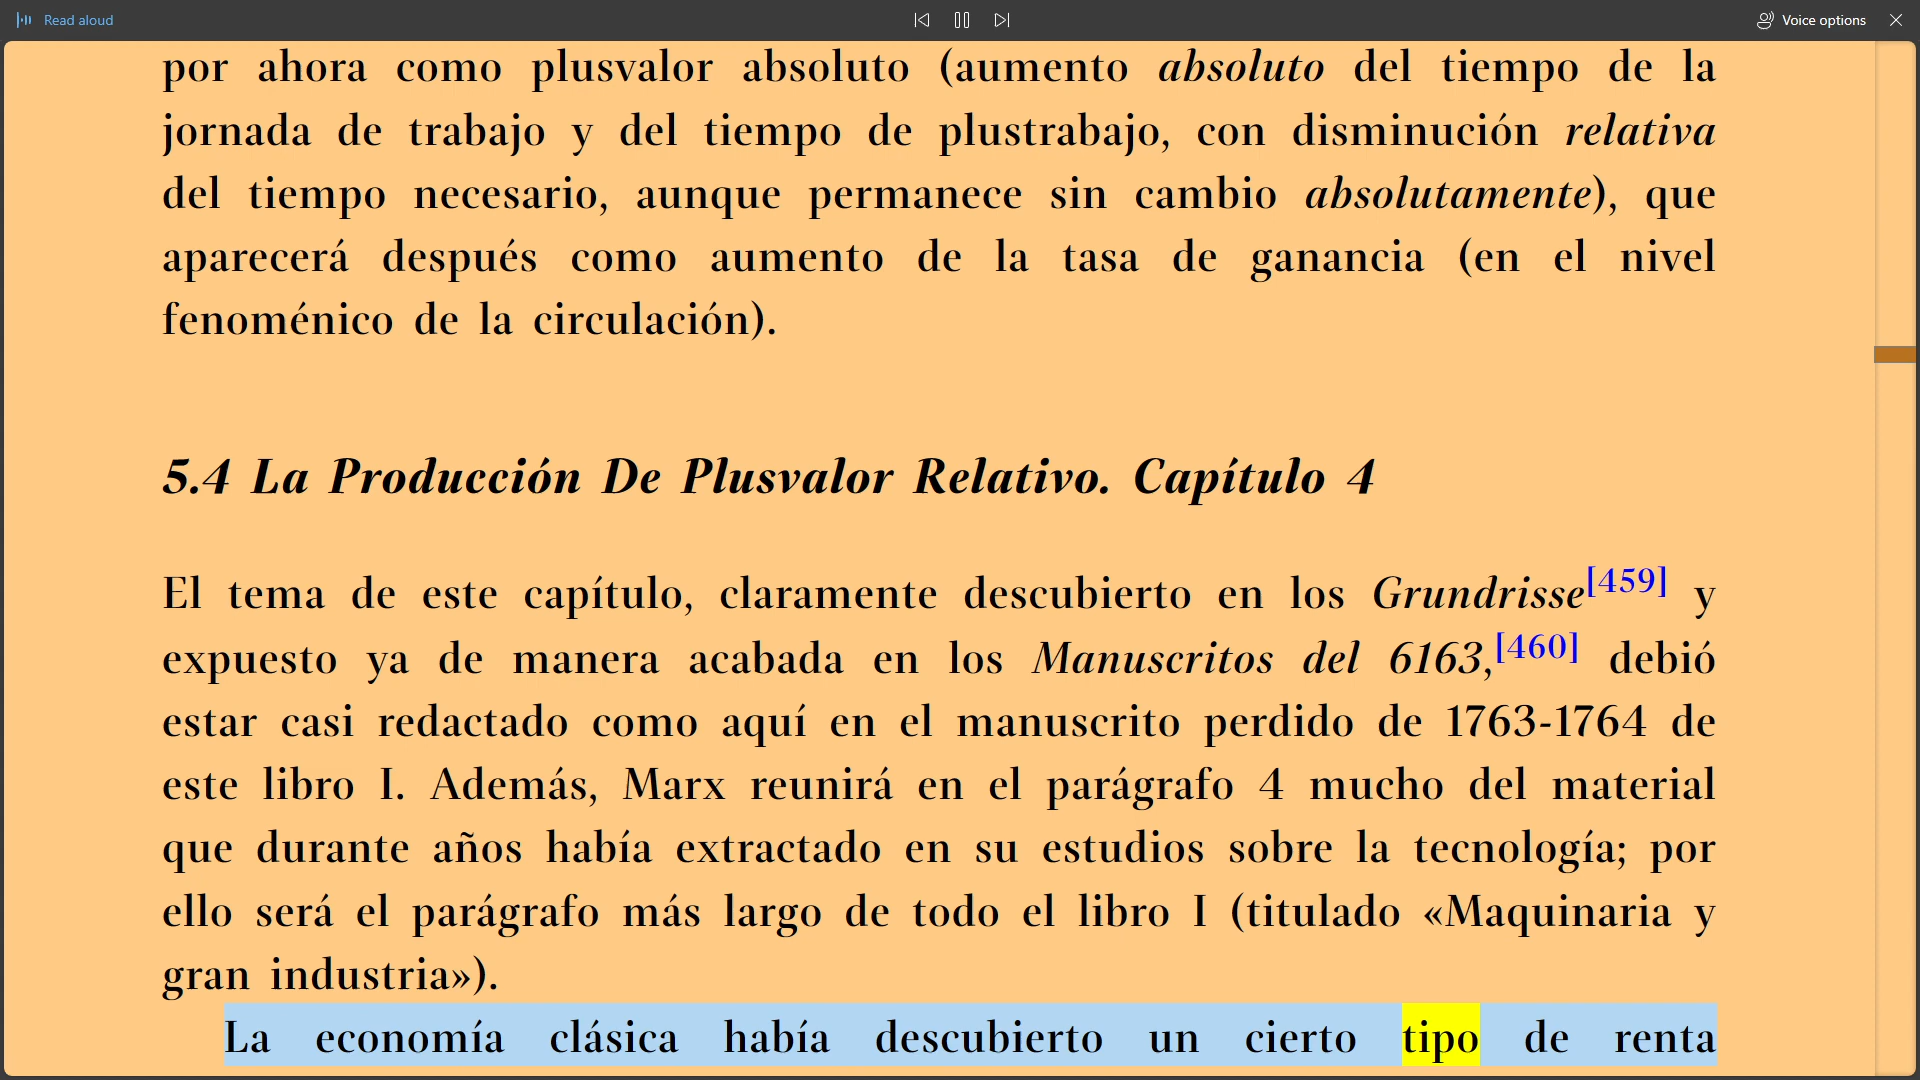 Read aloud
Voice options
por ahora como plusvalor absoluto (aumento absoluto del tiempo de la
jornada de trabajo y del tiempo de plustrabajo, con disminución relativa
del tiempo necesario, aunque permanece sin cambio absolutamente), que
aparecerá después como aumento de la tasa de ganancia (en el nivel
fenoménico de la circulación).
5.4 La Producción De Plusvalor Relativo. Capítulo 4
El tema de este capítulo, claramente descubierto en los Grundrisse[459] y
expuesto ya de manera acabada en los Manuscritos del 6163,[460] debió
estar casi redactado como aquí en el manuscrito perdido de 1763-1764 de
este libro I. Además, Marx reunirá en el parágrafo 4 mucho del material
que durante años había extractado en su estudios sobre la tecnología; por
ello será el parágrafo más largo de todo el libro I (titulado «Maquinaria y
gran industria»).
La economía clásica había descubierto un cierto tipo de renta